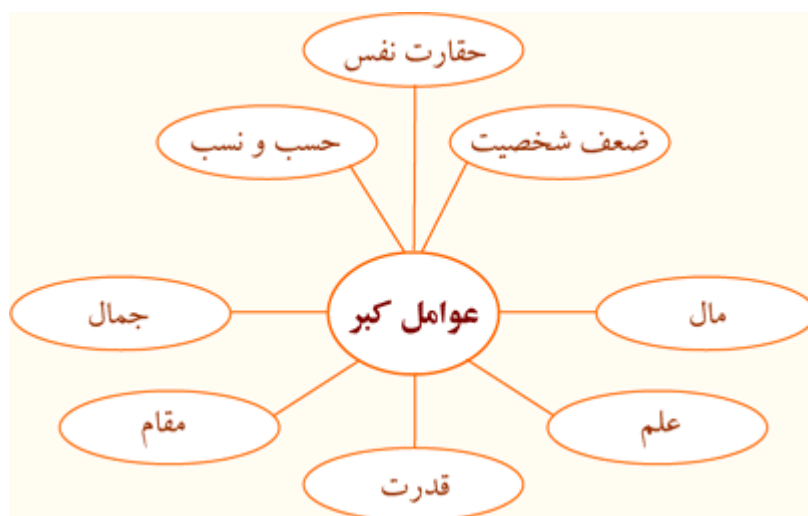 حقارت نفس
ضعف شخصیت
حسب و نسب
عوامل کبر
مال
جمال
علم
مقام
قدرت